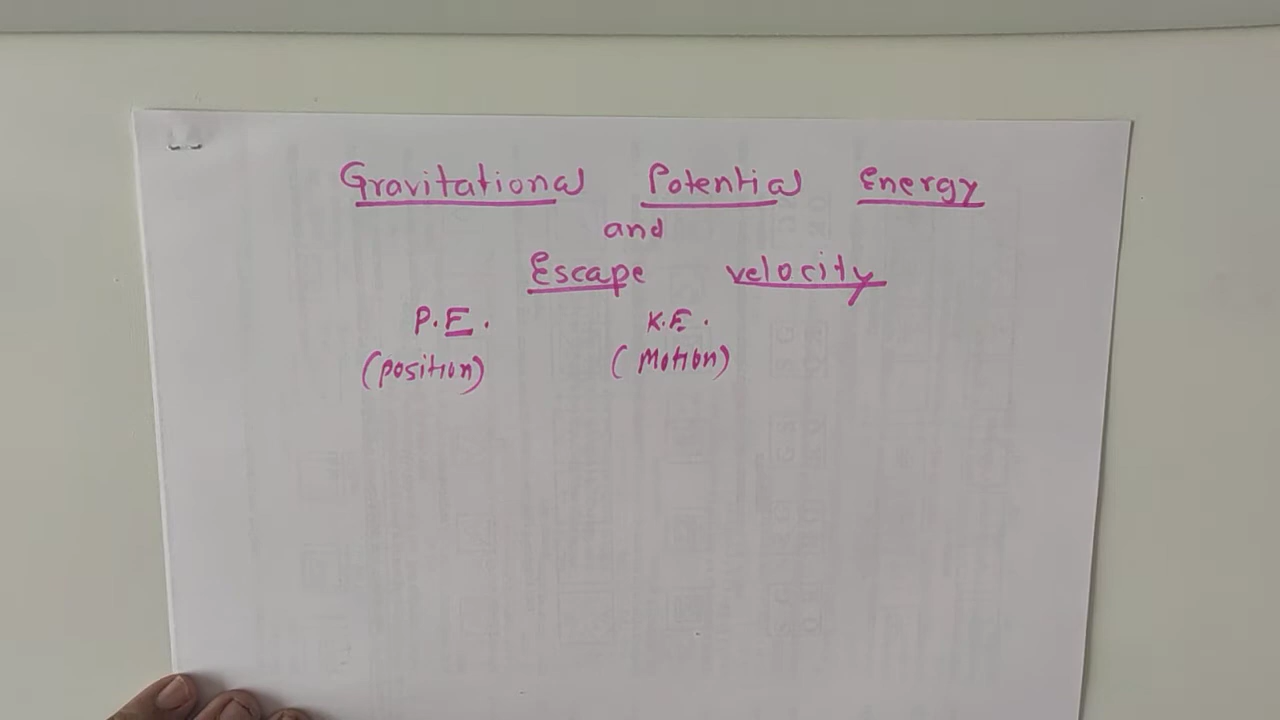 Gravitational Potential Energy
and
Escape velocity
P.E. K.E.
(position) (Motion)